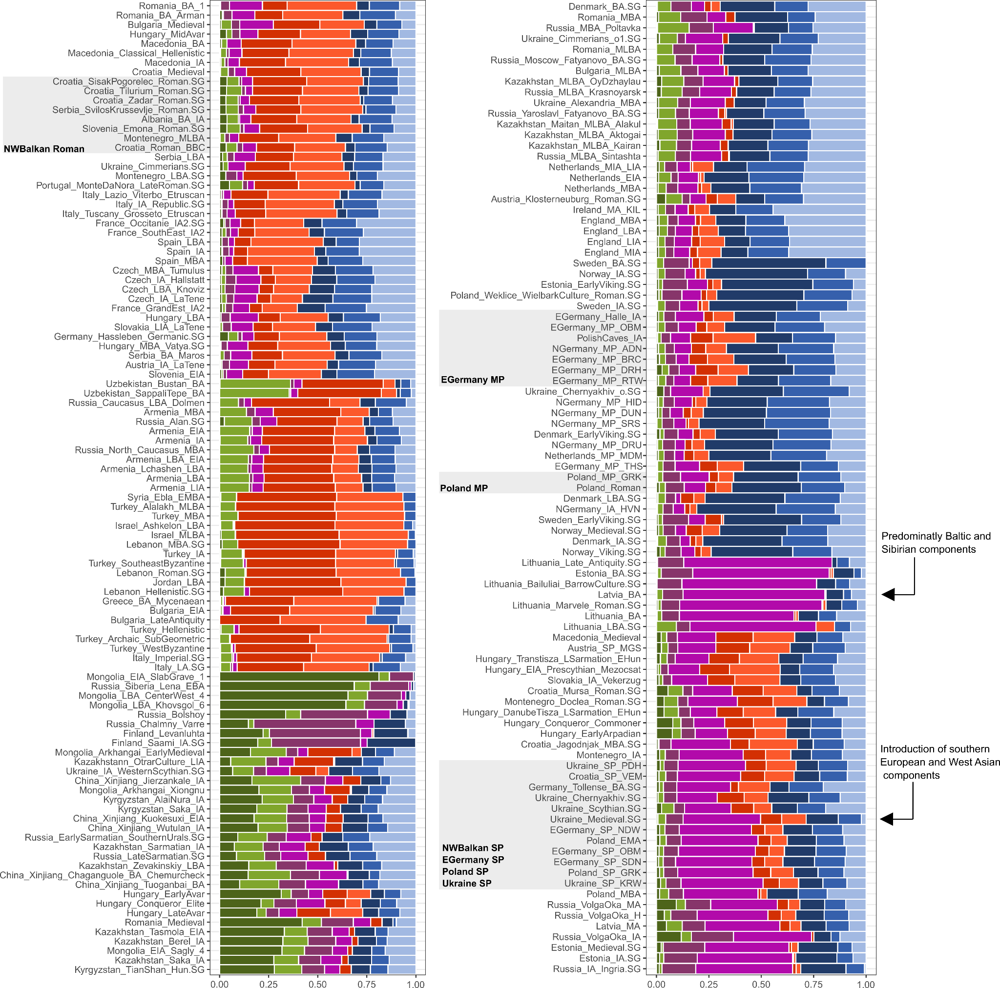 Romania_BA_1
Romania_BA_Arman
Bulgaria_Medieval
Hungary_MidAvar
Macedonia_BA
Macedonia_Classical_Hellenistic
Macedonia_IA
Croatia_Medieval
Croatia_SisakPogorelec_Roman.SG
Croatia_Tilurium_Roman.SG
Croatia_Zadar_Roman.SG
Serbia_SvilosKrussevlje_Roman.SG
Albania_BA_IA
Slovenia_Emona_Roman.SG
Montenegro_MLBA
NWBalkan Roman Croatia_Roman_BBC
Serbia_LBA
Ukraine_Cimmerians.SG
Montenegro_LBA.SG
Portugal_MonteDaNora_LateRoman.SG
Italy_Lazio_Viterbo_Etruscan
Italy_IA_Republic.SG
Italy_Tuscany_Grosseto_Etruscan
France_Occitanie_IA2.SG
France_SouthEast_IA2
Spain_LBA
Spain_IA
Spain_MBA
Czech_MBA_Tumulus
Czech_IA_Hallstatt
Czech_LBA_Knoviz
Czech_IA_LaTene
France_GrandEst_IA2
Hungary_LBA
Slovakia_LIA_LaTene
Germany_Hassleben_Germanic.SG
Hungary_MBA_Vatya.SG
Serbia_BA_Maros
Austria_IA_LaTene
Slovenia_EIA
Uzbekistan_Bustan_BA
Uzbekistan_SappaliTepe_BA
Russia_Caucasus_LBA_Dolmen
Armenia_MBA
Russia_Alan.SG
Armenia_EIA
Armenia_IA
Russia_North_Caucasus_MBA
Armenia_LBA_EIA
Armenia_Lchashen_LBA
Armenia_LBA
Armenia_LIA
Syria_Ebla_EMBA
Turkey_Alalakh_MLBA
Turkey_MBA
Israel_Ashkelon_LBA
Israel_MLBA
Lebanon_MBA.SG
Turkey_IA
Turkey_SoutheastByzantine
Lebanon_Roman.SG
Jordan_LBA
Lebanon_Hellenistic.SG
Greece_BA_Mycenaean
Bulgaria_EIA
Bulgaria_LateAntiquity
Turkey_Hellenistic
Turkey_Archaic_SubGeometric
Turkey_WestByzantine
Italy_Imperial.SG
Italy_LA.SG
Mongolia_EIA_SlabGrave_1
Russia_Siberia_Lena_EBA
Mongolia_LBA_CenterWest_4
Mongolia_LBA_Khovsgol_6
Russia_Bolshoy
Russia_Chalmny_Varre
Finland_Levanluhta
Finland_Saami_IA.SG
Mongolia_Arkhangai_EarlyMedieval
Kazakhstann_OtrarCulture_LIA
Ukraine_IA_WesternScythian.SG
China_Xinjiang_Jierzankale_IA
Mongolia_Arkhangai_Xiongnu
Kyrgyzstan_AlaiNura_IA
Kyrgyzstan_Saka_IA
China_Xinjiang_Kuokesuxi_EIA
China_Xinjiang_Wutulan_IA
Russia_EarlySarmatian_SouthernUrals.SG
Kazakhstan_Sarmatian_IA
Russia_LateSarmatian.SG
Kazakhstan_Zevakinskiy_LBA
China_Xinjiang_Chaganguole_BA_Chemurcheck
China_Xinjiang_Tuoganbai_BA
Hungary_EarlyAvar
Hungary_Conqueror_Elite
Hungary_LateAvar
Romania_Medieval
Kazakhstan_Tasmola_EIA
Kazakhstan_Berel_IA
Mongolia_EIA_Sagly_4
Kazakhstan_Saka_IA
Kyrgyzstan_TianShan_Hun.SG
0.00 0.25 0.50 0.75 1.00
Denmark_BA.SG
Romania_MBA
Russia_MBA_Poltavka
Ukraine_Cimmerians_o1.SG
Romania_MLBA
Russia_Moscow_Fatyanovo_BA.SG
Bulgaria_MLBA
Kazakhstan_MLBA_OyDzhaylau
Russia_MLBA_Krasnoyarsk
Ukraine_Alexandria_MBA
Russia_Yaroslavl_Fatyanovo_BA.SG
Kazakhstan_Maitan_MLBA_Alakul
Kazakhstan_MLBA_Aktogai
Kazakhstan_MLBA_Kairan
Russia_MLBA_Sintashta
Netherlands_MIA_LIA
Netherlands_EIA
Netherlands_MBA
Austria_Klosterneuburg_Roman.SG
Ireland_MA_KIL
England_MBA
England_LBA
England_LIA
England_MIA
Sweden_BA.SG
Norway_IA.SG
Estonia_EarlyViking.SG
Poland_Weklice_WielbarkCulture_Roman.SG
Sweden_IA.SG
EGermany_Halle_IA
EGermany_MP_OBM
PolishCaves_IA
NGermany_MP_ADN
EGermany_MP_BRC
EGermany_MP_DRH
EGermany MP EGermany_MP_RTW
Ukraine_Chernyakhiv_o.SG
NGermany_MP_HID
NGermany_MP_DUN
NGermany_MP_SRS
Denmark_EarlyViking.SG
NGermany_MP_DRU
Netherlands_MP_MDM
EGermany_MP_THS
Poland_MP_GRK
Poland MP Poland_Roman
Denmark_LBA.SG
NGermany_IA_HVN
Sweden_EarlyViking.SG
Norway_Medieval.SG
Denmark_IA.SG
Norway_Viking.SG
Lithuania_Late_Antiquity.SG
Estonia_BA.SG
Lithuania_Bailuliai_BarrowCulture.SG
Latvia_BA
Lithuania_Marvele_Roman.SG
Lithuania_BA
Lithuania_LBA.SG
Macedonia_Medieval
Austria_SP_MGS
Hungary_Transtisza_LSarmation_EHun
Hungary_EIA_Prescythian_Mezocsat
Slovakia_IA_Vekerzug
Croatia_Mursa_Roman.SG
Montenegro_Doclea_Roman.SG
Hungary_DanubeTisza_LSarmation_EHun
Hungary_Conqueror_Commoner
Hungary_EarlyArpadian
Croatia_Jagodnjak_MBA.SG
Montenegro_IA
Ukraine_SP_PDH
Croatia_SP_VEM
Germany_Tollense_BA.SG
Ukraine_Chernyakhiv.SG
Ukraine_Scythian.SG
Ukraine_Medieval.SG
EGermany_SP_NDW
Poland_EMA
NWBalkan SP EGermany_SP_OBM
EGermany SP EGermany_SP_SDN
Poland SP Poland_SP_GRK
Ukraine SP Ukraine_SP_KRW
Poland_MBA
Russia_VolgaOka_MA
Russia_VolgaOka_H
Latvia_MA
Russia_VolgaOka_IA
Estonia_Medieval.SG
Estonia_IA.SG
Russia_IA_Ingria.SG
0.00 0.25 0.50 0.75 1.00
Predominatly Baltic and
Sibirian components
Introduction of southern
European and West Asian
components